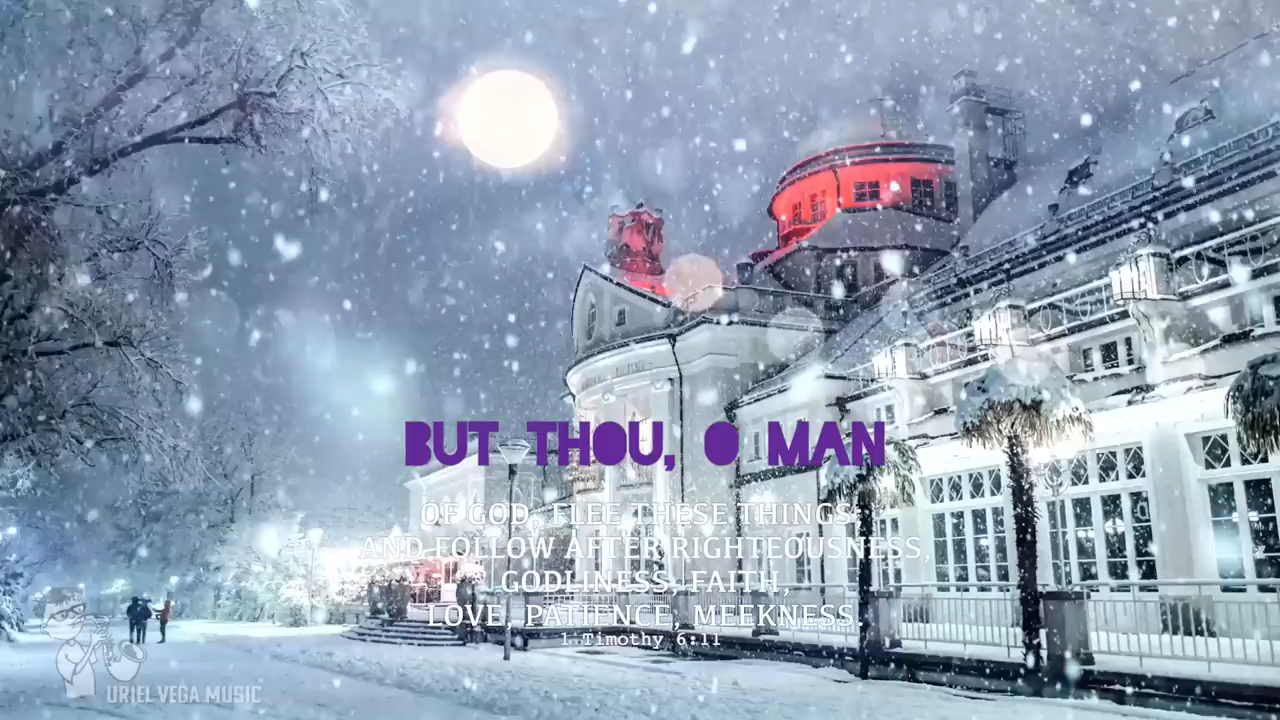 BUT THOU, O MAN
OF GOD, FLEE THESE THINGS;
AND FOLLOW AFTER RIGHTEOUSNESS,
GODLINESS, FAITH,
LOVE, PATIENCE, MEEKNESS.
1 Timothy 6:11
URIEL VEGA MUSIC